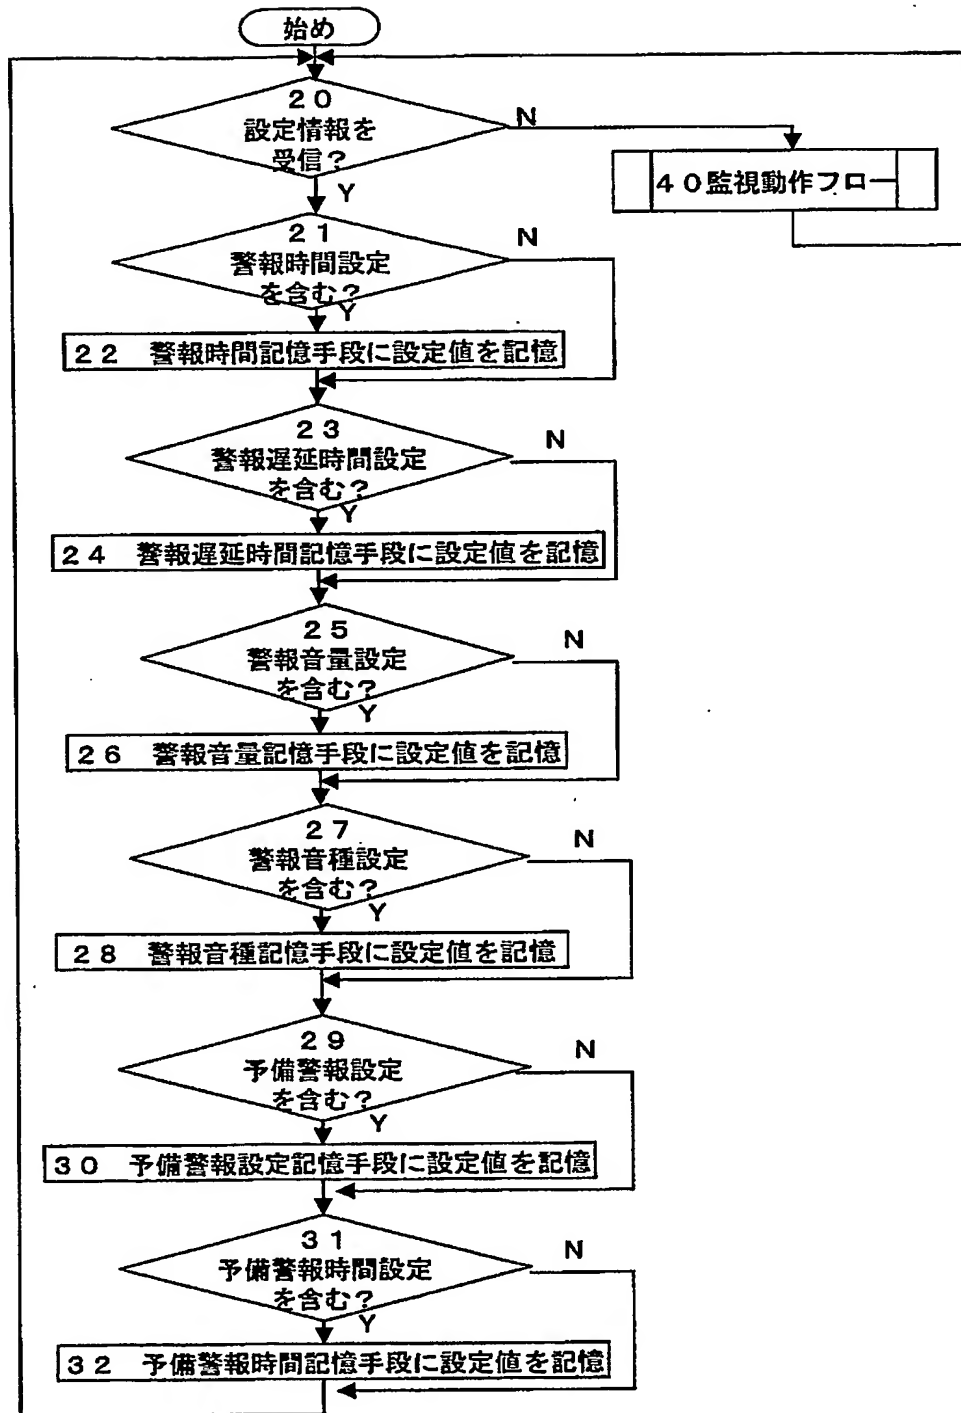 始め
２０
設定情報を
受信？
N
Y
４０監視動作フロー
２１
警報時間設定
を含む？
N
Y
２２　警報時間記憶手段に設定値を記憶
２３
警報遅延時間設定
を含む？
N
Y
２４　警報遅延時間記憶手段に設定値を記憶
２５
警報音量設定
を含む？
N
Y
２６　警報音量記憶手段に設定値を記憶
２７
警報音種設定
を含む？
N
Y
２８　警報音種記憶手段に設定値を記憶
２９
予備警報設定
を含む？
N
Y
３０　予備警報設定記憶手段に設定値を記憶
３１
予備警報時間設定
を含む？
N
Y
３２　予備警報時間記憶手段に設定値を記憶